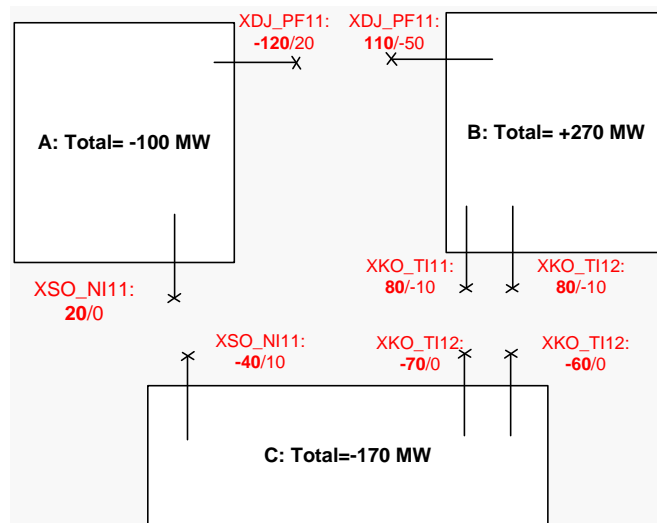 XDJ_PF11:
-120/20
XDJ_PF11:
110/-50
A: Total= -100 MW
B: Total= +270 MW
XSO_NI11:
20/0
XKO_TI11:
80/-10
XKO_TI12:
80/-10
XSO_NI11:
-40/10
XKO_TI12:
-70/0
XKO_TI12:
-60/0
C: Total=-170 MW